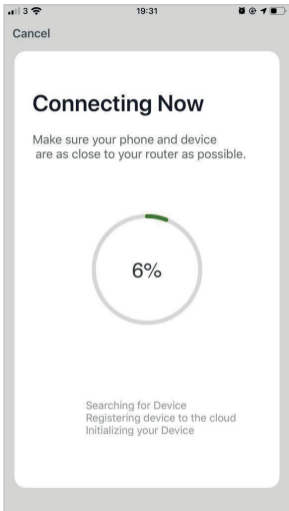 3 19:31
Cancel
Connecting Now
Make sure your phone and device
are as close to your router as possible.
6%
Searching for Device
Registering device to the cloud
Initializing your Device